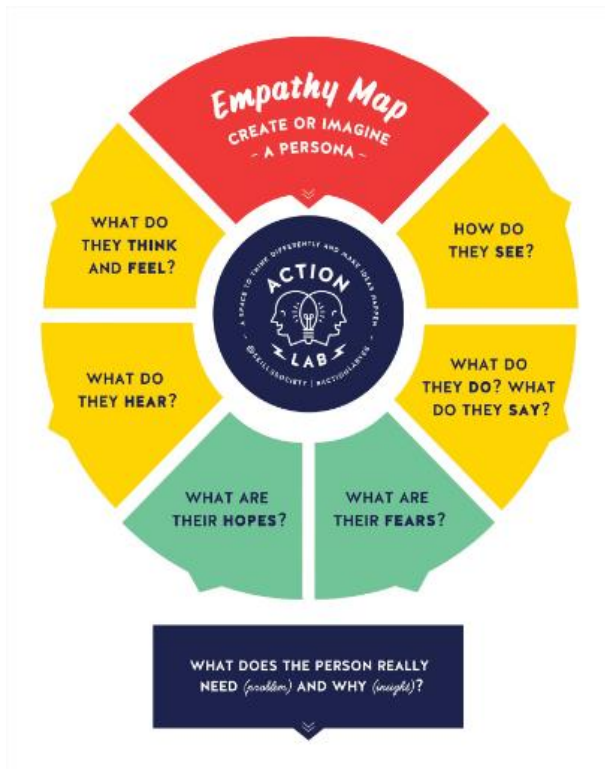 Empathy Map
CREATE OR IMAGINE
– A PERSONA –
WHAT DO
THEY THINK
AND FEEL?
HOW DO
THEY SEE?
– A SPACE TO THINK DIFFERENTLY AND MAKE IDEAS HAPPEN –
ACTION
LAB
@SKILLSSOCIETY | #ACTIONLABYEG
WHAT DO
THEY HEAR?
WHAT DO
THEY DO? WHAT
DO THEY SAY?
WHAT ARE
THEIR HOPES?
WHAT ARE
THEIR FEARS?
WHAT DOES THE PERSON REALLY
NEED (problem) AND WHY (insight)?